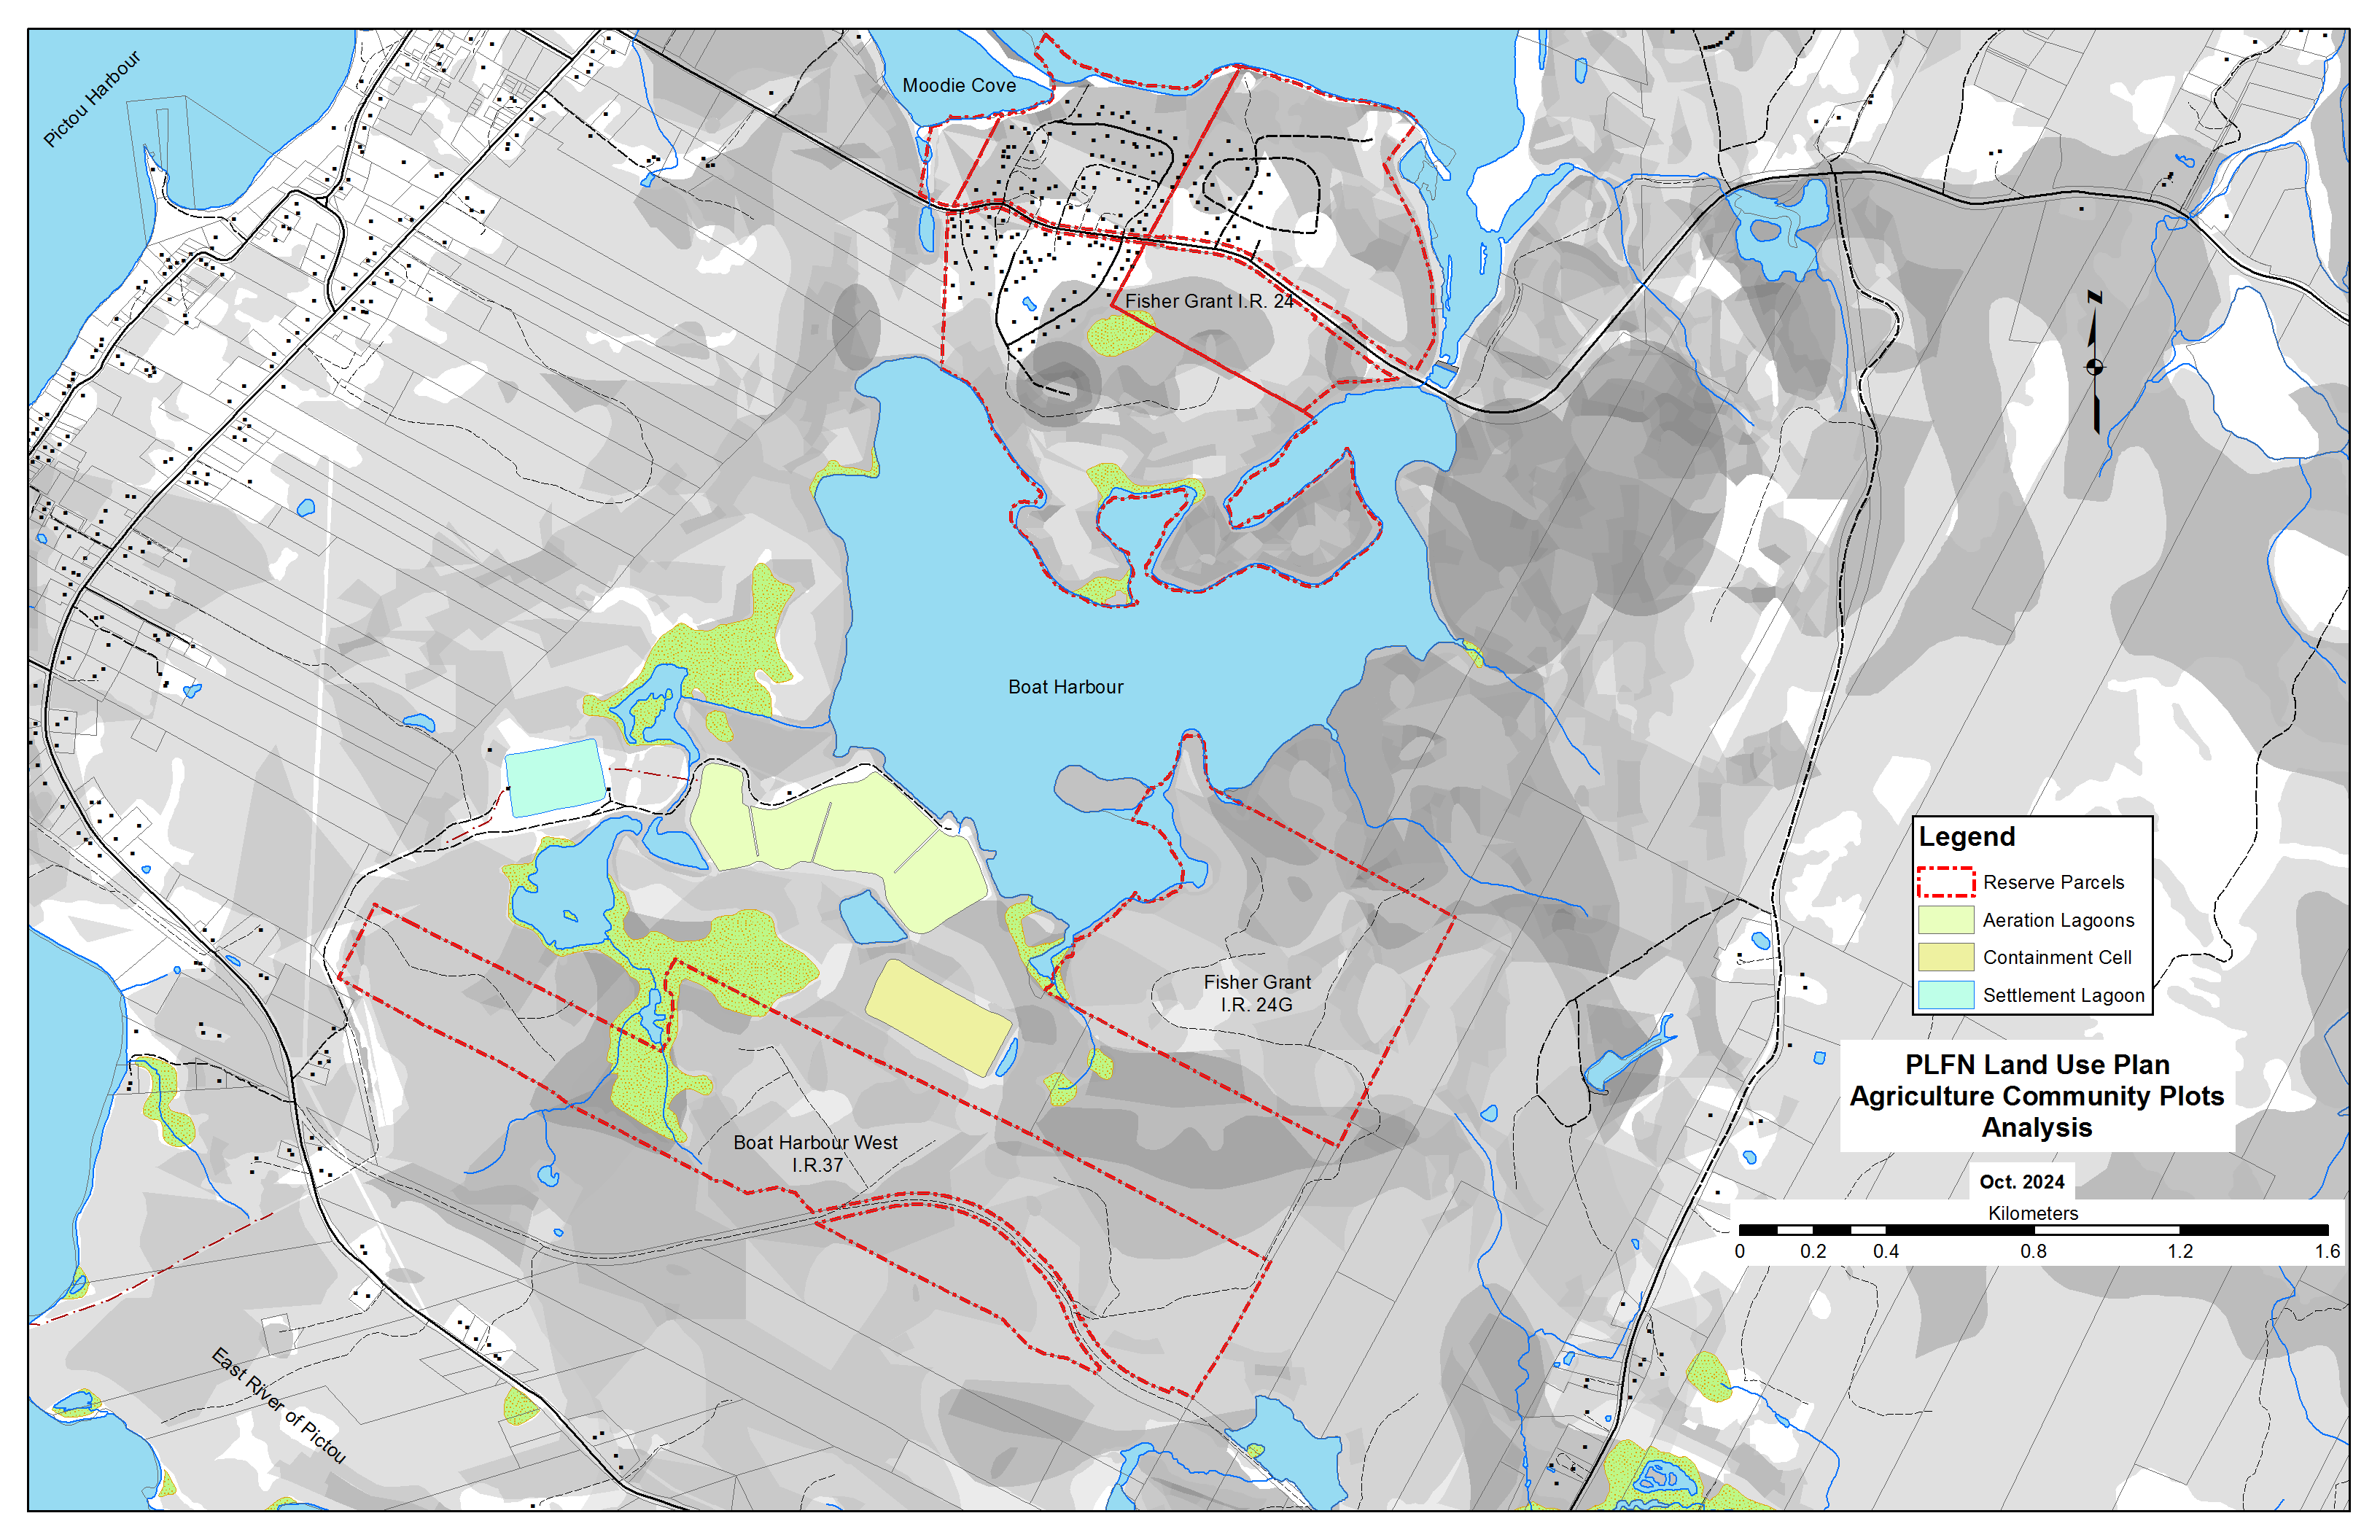 Pictou Harbour
Moodie Cove
Fisher Grant I.R. 24
Boat Harbour
Fisher Grant
I.R. 24G
Boat Harbour West
I.R.37
East River of Pictou
N
Legend
Reserve Parcels
Aeration Lagoons
Containment Cell
Settlement Lagoon
PLFN Land Use Plan
Agriculture Community Plots
Analysis
Oct. 2024
Kilometers
0 0.2 0.4 0.8 1.2 1.6